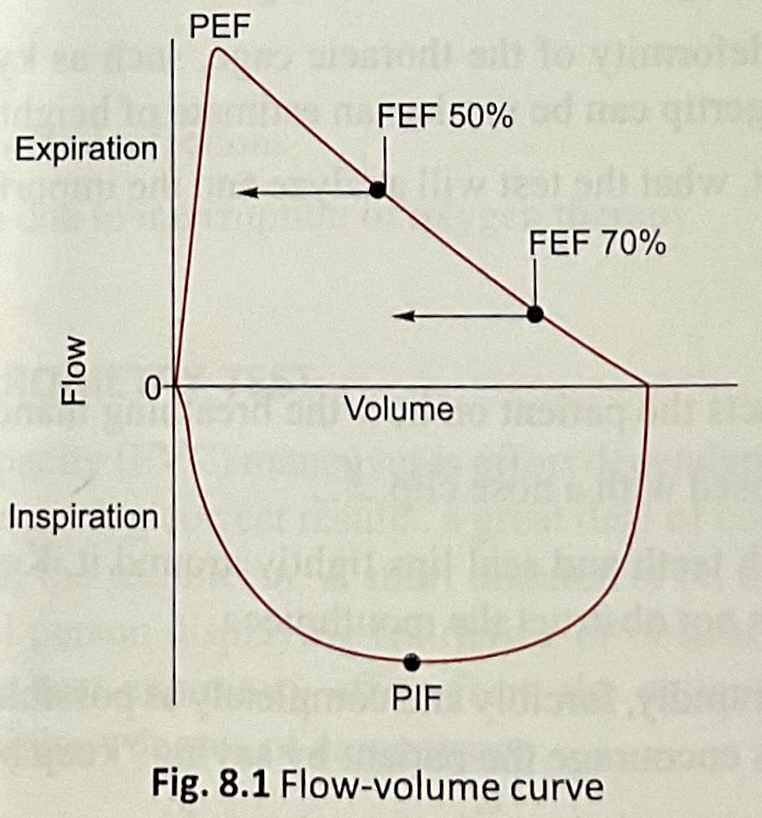 PEF
FEF 50%
Expiration
FEF 70%
Flow
0
Volume
Inspiration
PIF
Fig. 8.1 Flow-volume curve